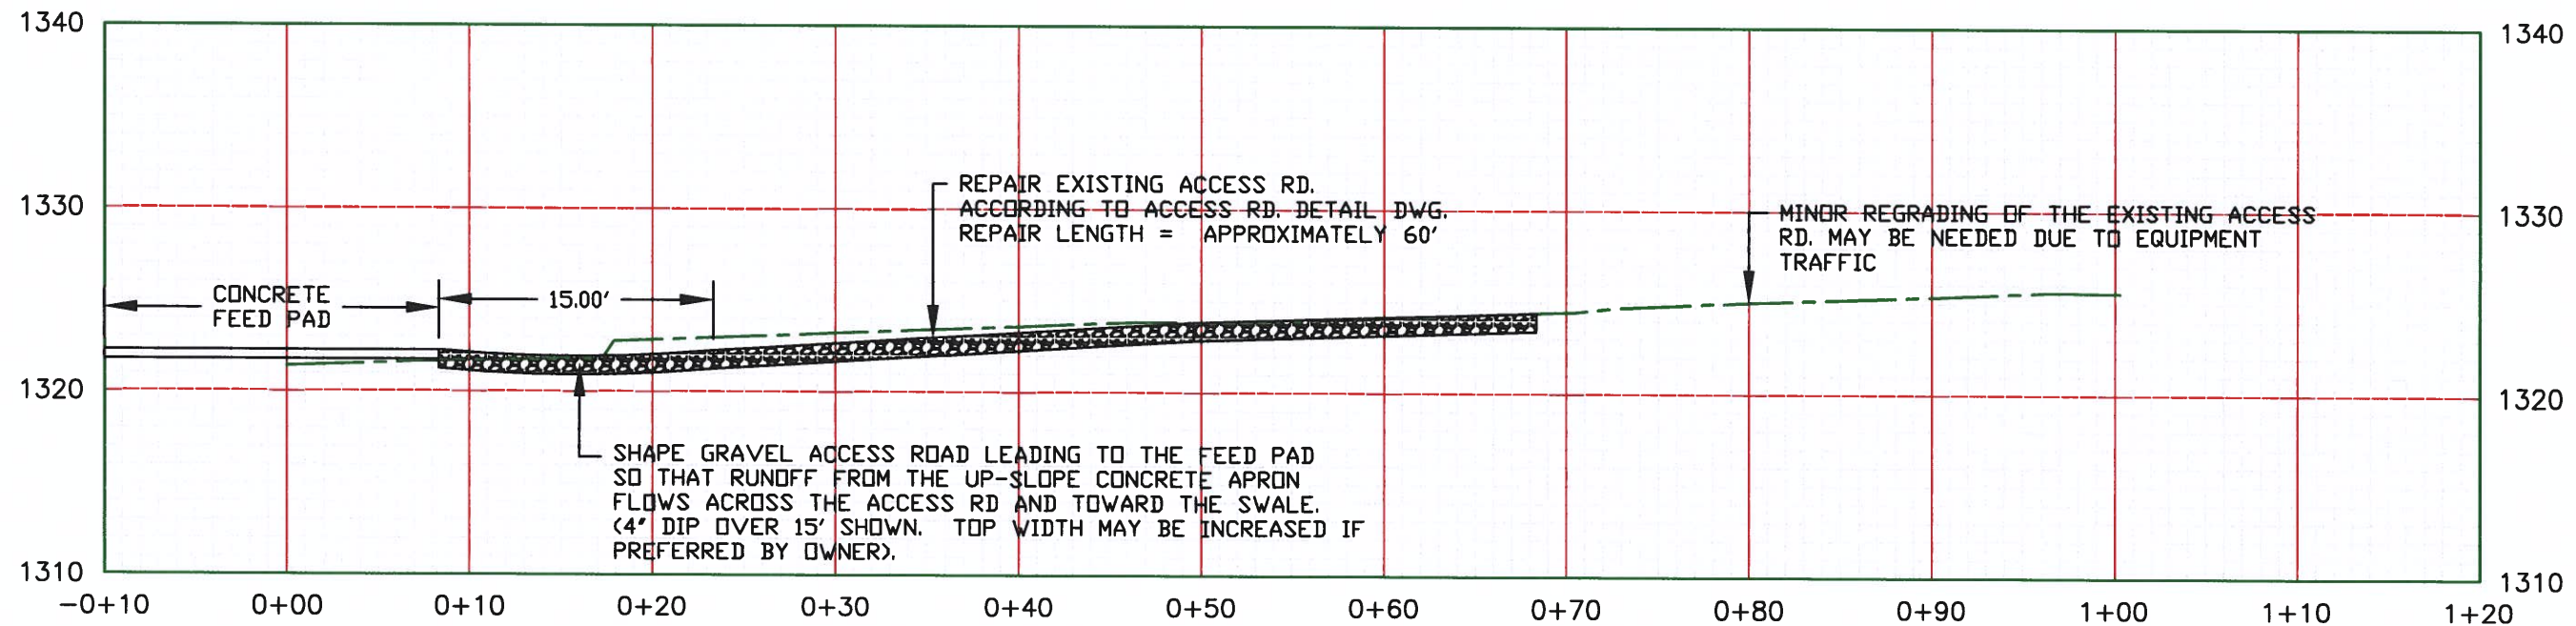 1340
1340
REPAIR EXISTING ACCESS RD.
ACCORDING TO ACCESS RD. DETAIL DWG.
REPAIR LENGTH = APPROXIMATELY 60'
1330
1330
MINOR REGRADING OF THE EXISTING ACCESS
RD. MAY BE NEEDED DUE TO EQUIPMENT
TRAFFIC
CONCRETE
FEED PAD
15.00'
1320
1320
SHAPE GRAVEL ACCESS ROAD LEADING TO THE FEED PAD
SO THAT RUNOFF FROM THE UP-SLOPE CONCRETE APRON
FLOWS ACROSS THE ACCESS RD AND TOWARD THE SWALE.
(4" DIP OVER 15' SHOWN. TOP WIDTH MAY BE INCREASED IF
PREFERRED BY OWNER).
1310
1310
-0+10 0+00 0+10 0+20 0+30 0+40 0+50 0+60 0+70 0+80 0+90 1+00 1+10 1+20